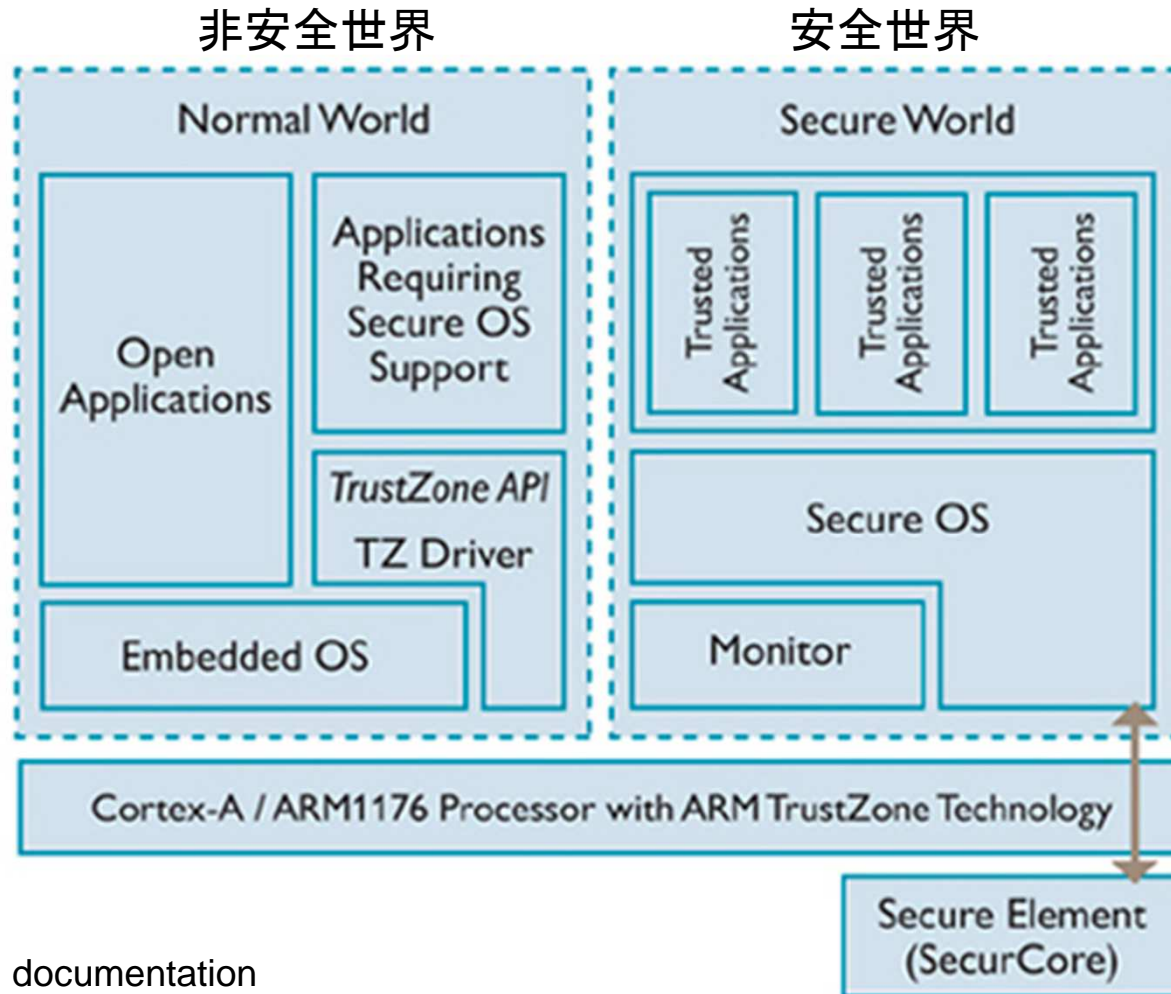 非安全世界
安全世界
Normal World
Secure World
Open
Applications
Applications
Requiring
Secure OS
Support
TrustZone API
TZ Driver
Embedded OS
Trusted
Applications
Trusted
Applications
Trusted
Applications
Secure OS
Monitor
Cortex-A / ARM1176 Processor with ARM TrustZone Technology
Secure Element
(SecurCore)
documentation